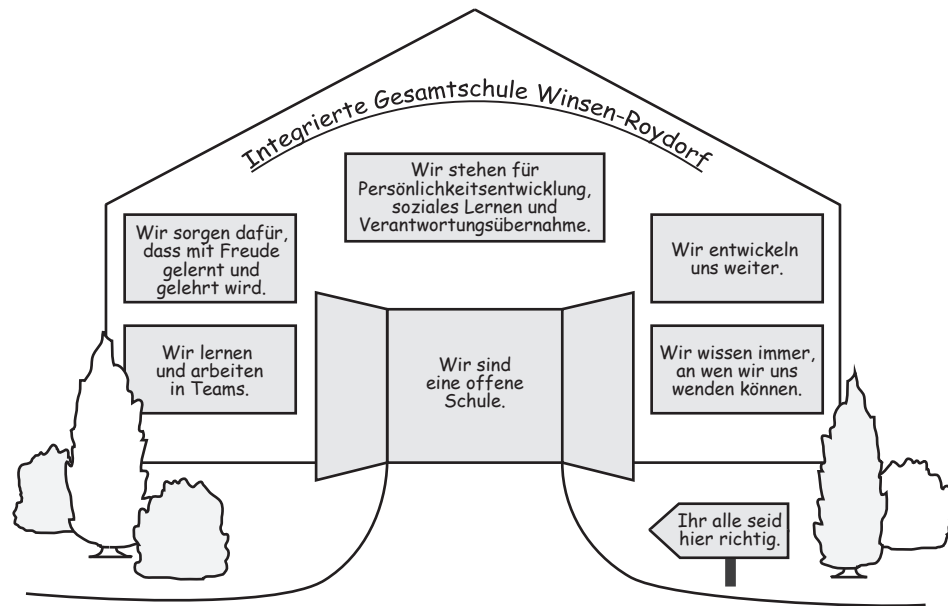 Integrierte Gesamtschule Winsen-Roydorf
Wir stehen für
Persönlichkeitsentwicklung,
soziales Lernen und
Verantwortungsübernahme.
Wir sorgen dafür,
dass mit Freude
gelernt und
gelehrt wird.
Wir entwickeln
uns weiter.
Wir lernen
und arbeiten
in Teams.
Wir sind
eine offene
Schule.
Wir wissen immer,
an wen wir uns
wenden können.
Ihr alle seid
hier richtig.